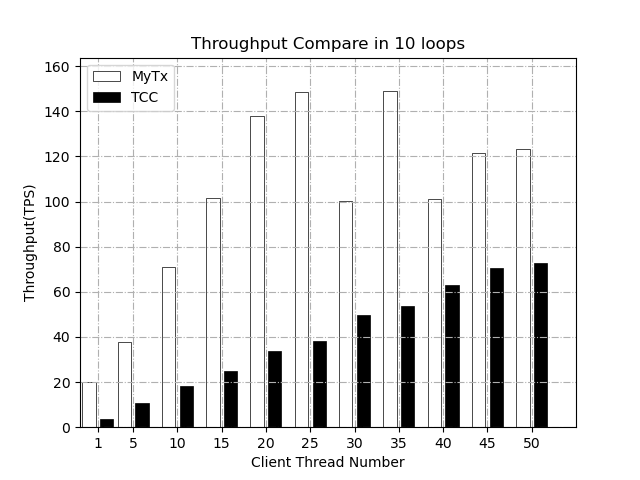 Throughput Compare in 10 loops
MyTx
TCC
Throughput(TPS)
160
140
120
100
80
60
40
20
0
1 5 10 15 20 25 30 35 40 45 50
Client Thread Number